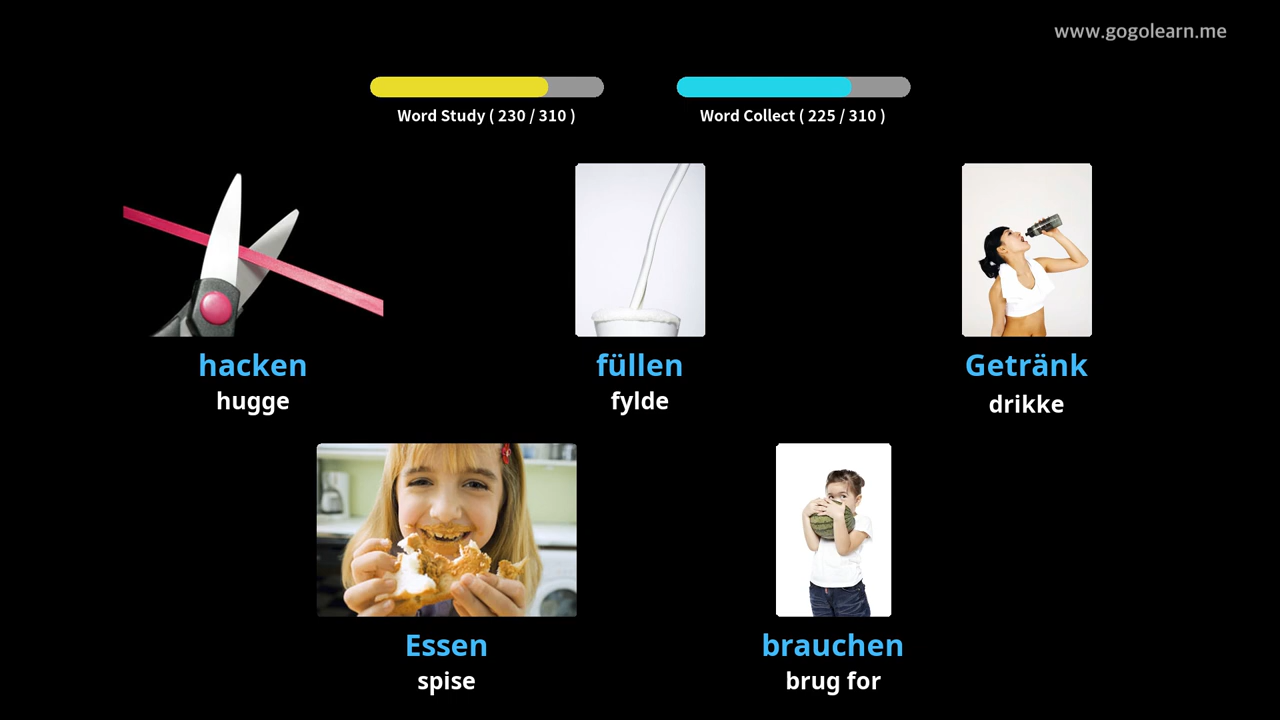 www.gogolearn.me
Word Study ( 230 / 310 )
Word Collect ( 225 / 310 )
hacken
hugge
füllen
fylde
Getränk
drikke
Essen
spise
brauchen
brug for